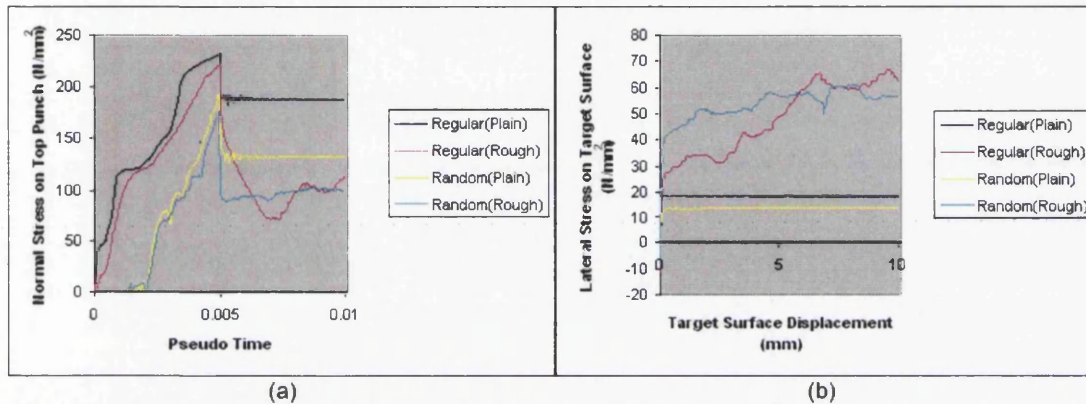 Normal Stress on Top Punch (N/mm²)
250
200
150
100
50
0
0
0.005
0.01
Pseudo Time
Regular(Plain)
Regular(Rough)
Random(Plain)
Random(Rough)
(a)
Lateral Stress on Target Surface
(N/mm²)
80
70
60
50
40
30
20
10
0
-10
-20
5
10
Target Surface Displacement
(mm)
Regular(Plain)
Regular(Rough)
Random(Plain)
Random(Rough)
(b)